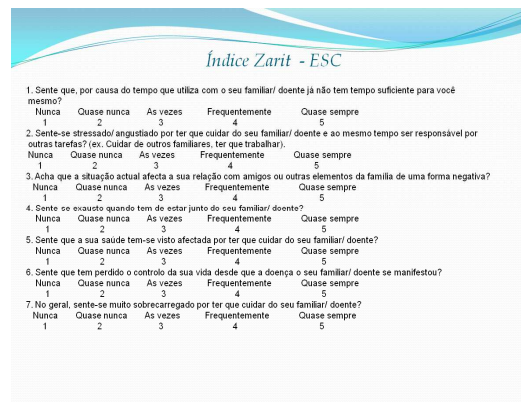 Índice Zarit - ESC
1. Sente que, por causa do tempo que utiliza com o seu familiar/ doente já não tem tempo suficiente para você
mesmo?
Nunca Quase nunca As vezes Frequentemente Quase sempre
1 2 3 4 5
2. Sente-se stressado/ angustiado por ter que cuidar do seu familiar/ doente e ao mesmo tempo ser responsável por
outras tarefas? (ex. Cuidar de outros familiares, ter que trabalhar).
Nunca Quase nunca As vezes Frequentemente Quase sempre
1 2 3 4 5
3. Acha que a situação actual afecta a sua relação com amigos ou outras elementos da família de uma forma negativa?
Nunca Quase nunca As vezes Frequentemente Quase sempre
1 2 3 4 5
4. Sente se exausto quando tem de estar junto do seu familiar/ doente?
Nunca Quase nunca As vezes Frequentemente Quase sempre
1 2 3 4 5
5. Sente que a sua saúde tem-se visto afectada por ter que cuidar do seu familiar/ doente?
Nunca Quase nunca As vezes Frequentemente Quase sempre
1 2 3 4 5
6. Sente que tem perdido o controlo da sua vida desde que a doença o seu familiar/ doente se manifestou?
Nunca Quase nunca As vezes Frequentemente Quase sempre
1 2 3 4 5
7. No geral, sente-se muito sobrecarregado por ter que cuidar do seu familiar/ doente?
Nunca Quase nunca As vezes Frequentemente Quase sempre
1 2 3 4 5